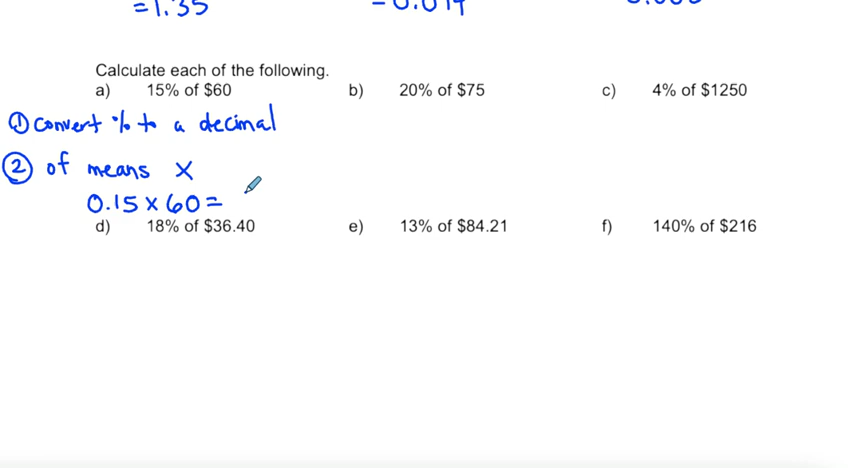 =1.35
Calculate each of the following.
a) 15% of $60 b) 20% of $75 c) 4% of $1250
① convert % to a decimal
② of means x
0.15 x 60 =
d) 18% of $36.40 e) 13% of $84.21 f) 140% of $216